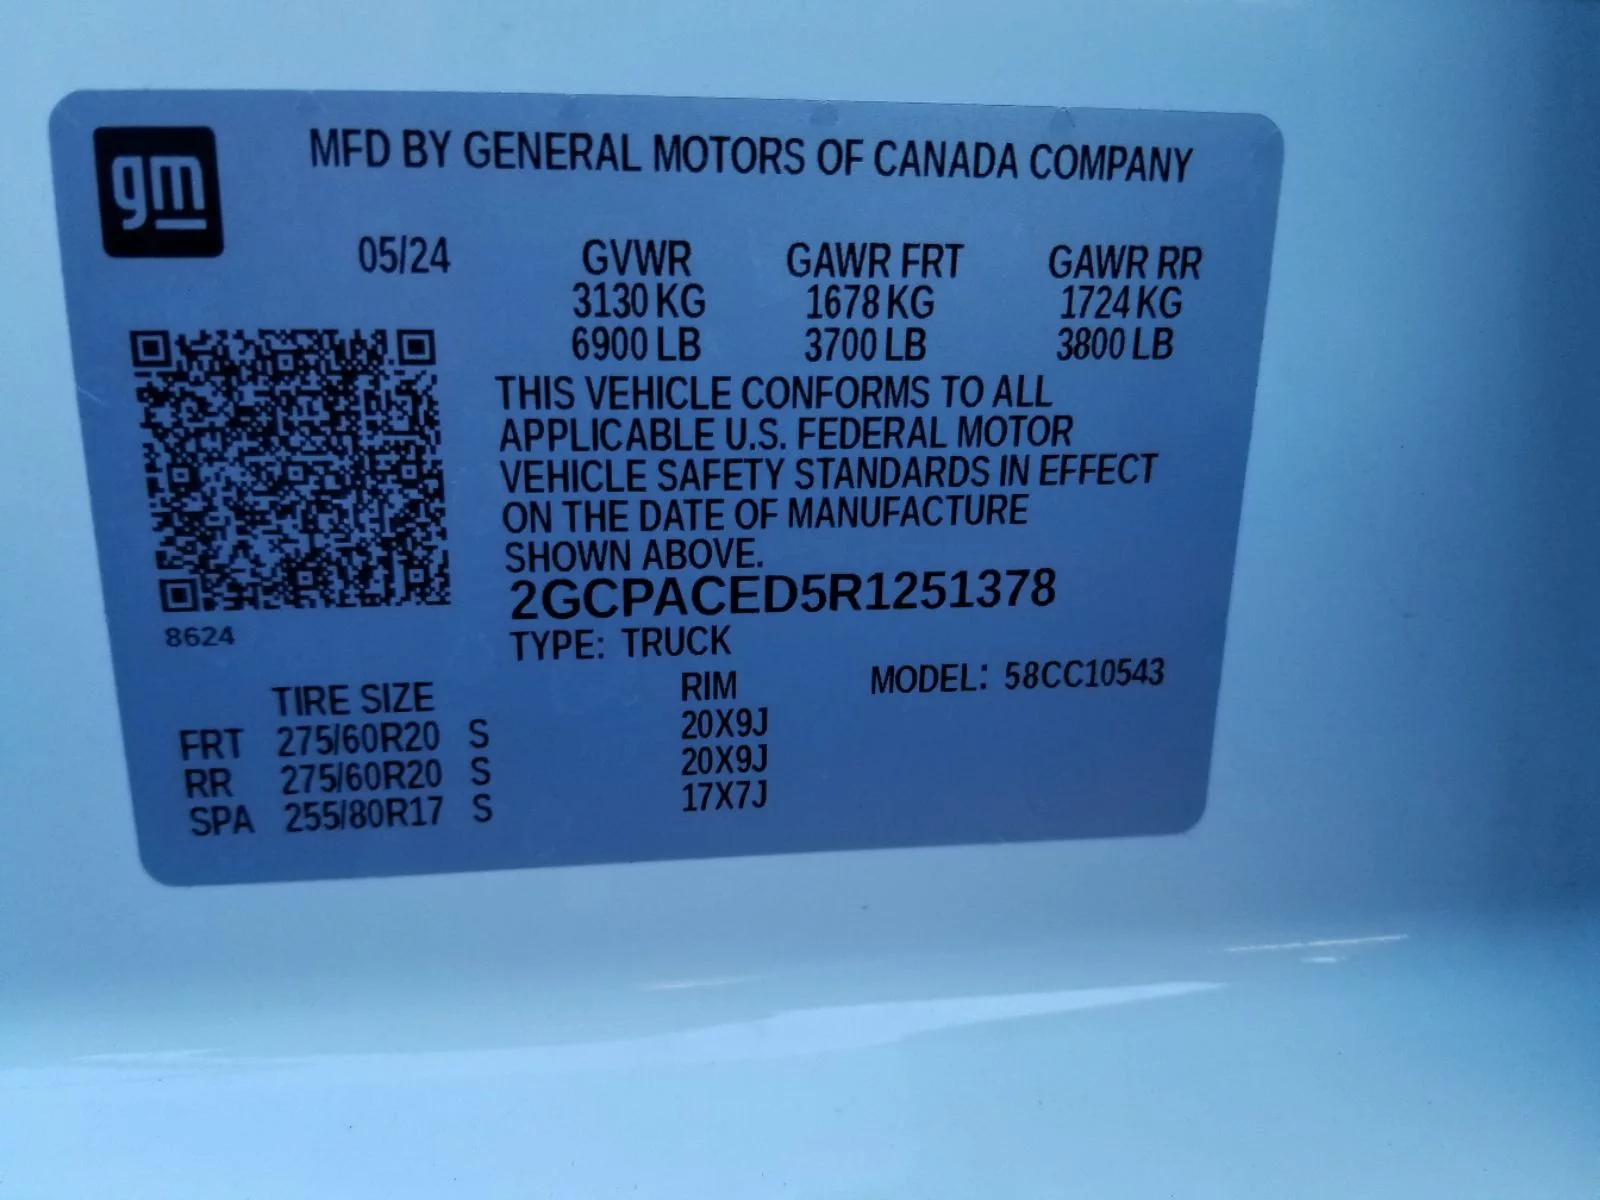 gm
MFD BY GENERAL MOTORS OF CANADA COMPANY
05/24 GVWR GAWR FRT GAWR RR
3130 KG 1678 KG 1724 KG
6900 LB 3700 LB 3800 LB
THIS VEHICLE CONFORMS TO ALL
APPLICABLE U.S. FEDERAL MOTOR
VEHICLE SAFETY STANDARDS IN EFFECT
ON THE DATE OF MANUFACTURE
SHOWN ABOVE.
2GCPACED5R1251378
8624
TYPE: TRUCK
TIRE SIZE RIM MODEL: 58CC10543
FRT 275/60R20 S 20X9J
RR 275/60R20 S 20X9J
SPA 255/80R17 S 17X7J